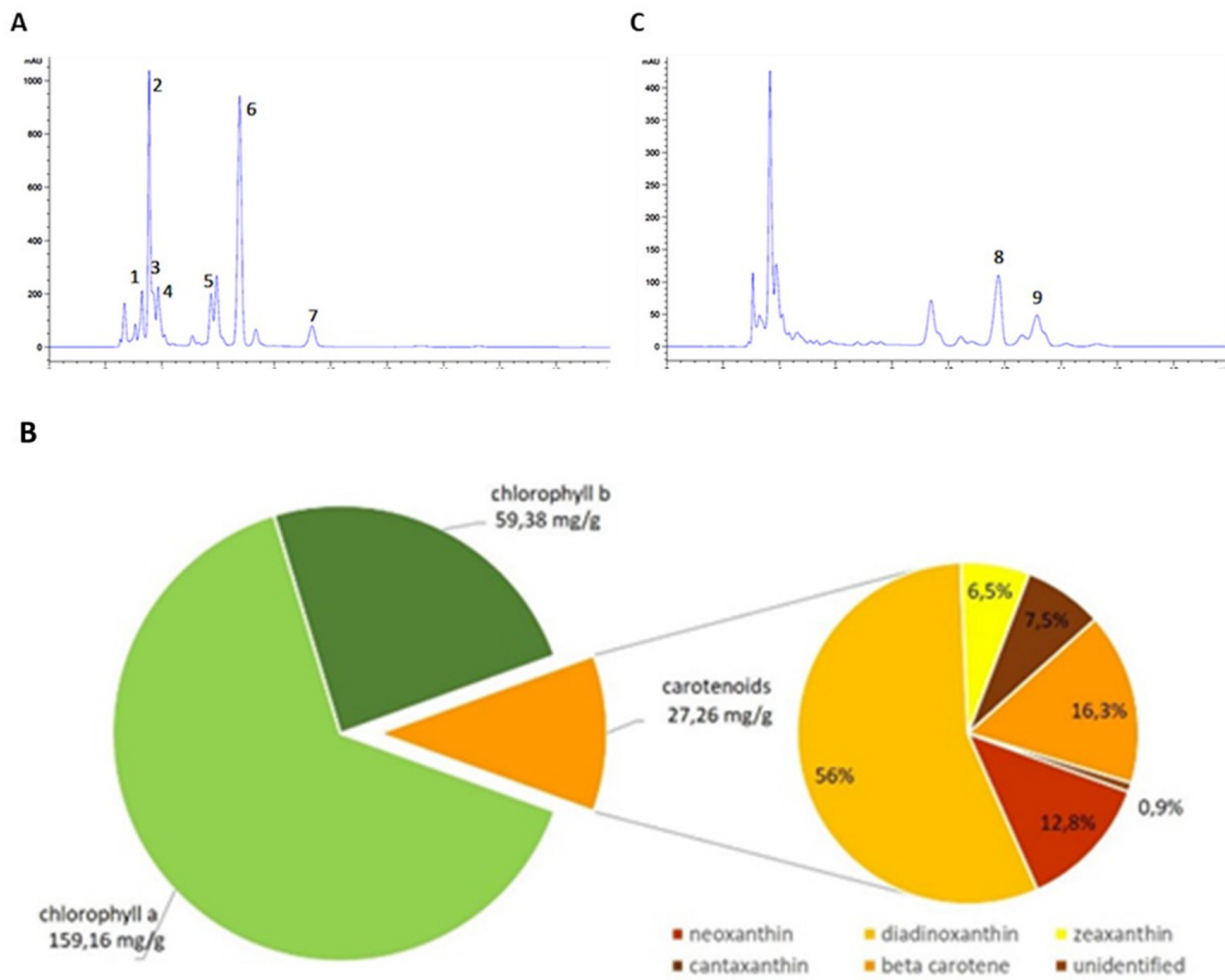 A
C
mAU
1000
800
600
400
200
0
1
2
3
4
5
6
7
mAU
400
350
300
250
200
150
100
50
0
8
9
B
chlorophyll b
59,38 mg/g
carotenoids
27,26 mg/g
chlorophyll a
159,16 mg/g
6,5%
7,5%
16,3%
0,9%
12,8%
56%
neoxanthin
diadinoxanthin
zeaxanthin
cantaxanthin
beta carotene
unidentified